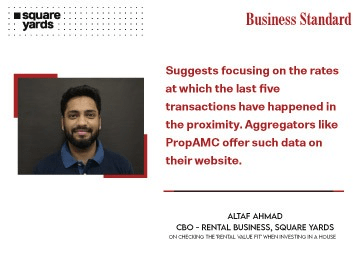 square
yards
Business Standard
Suggests focusing on the rates
at which the last five
transactions have happened in
the proximity. Aggregators like
PropAMC offer such data on
their website.
ALTAF AHMAD
CBO - RENTAL BUSINESS, SQUARE YARDS
ON CHECKING THE 'RENTAL VALUE FIT' WHEN INVESTING IN A HOUSE